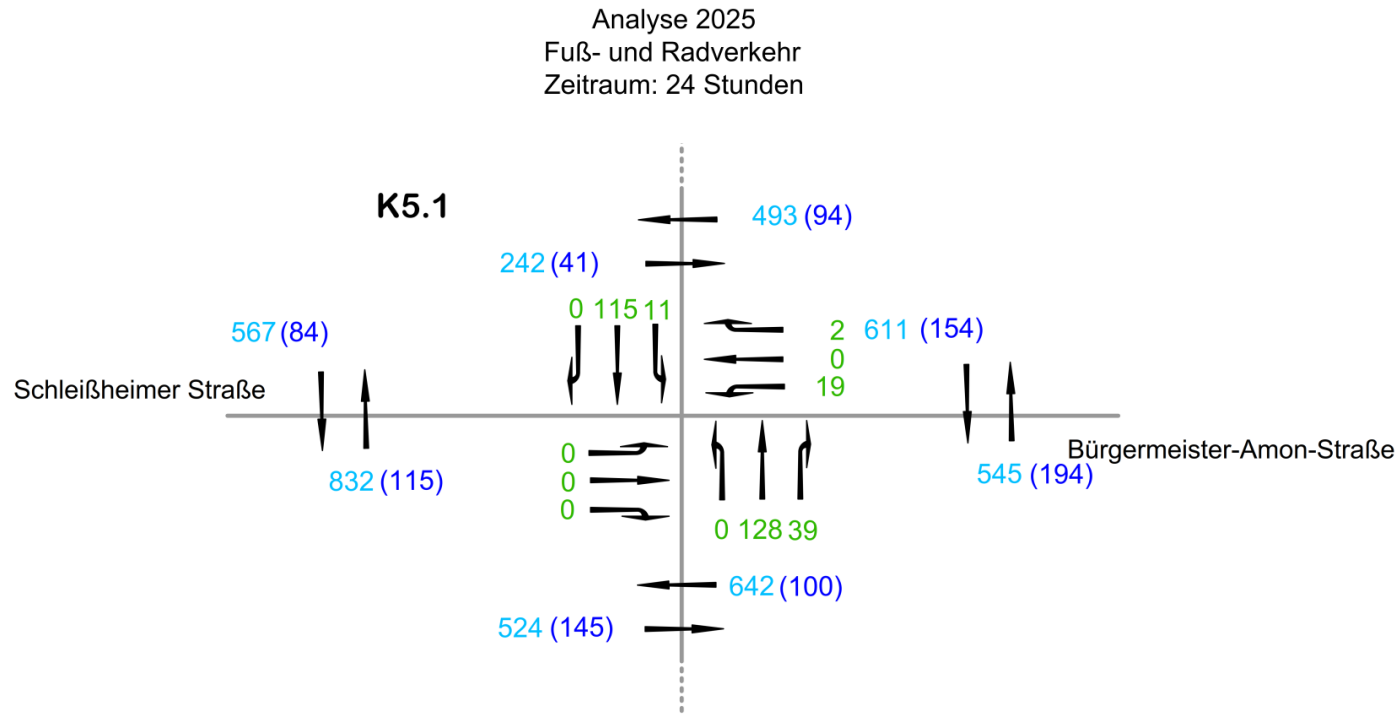 Analyse 2025
Fuß- und Radverkehr
Zeitraum: 24 Stunden
K5.1
493 (94)
242 (41)
0 115 11
567 (84)
2 611 (154)
0
19
Schleißheimer Straße
Bürgermeister-Amon-Straße
0
832 (115)
545 (194)
0
0
0 128 39
642 (100)
524 (145)